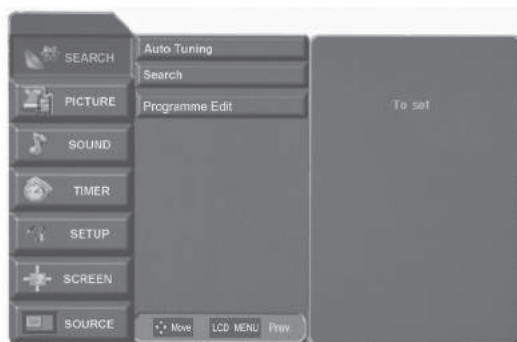 SEARCH
PICTURE
SOUND
TIMER
SETUP
SCREEN
SOURCE
Auto Tuning
Search
Programme Edit
Move LCD MENU Prev.
To set